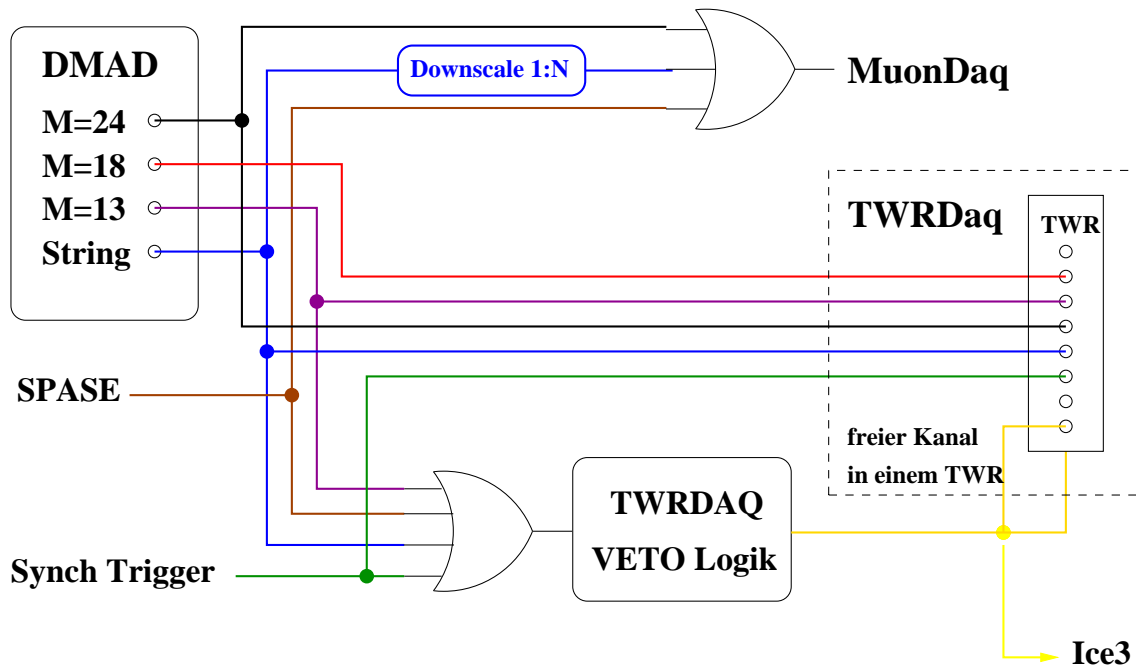 DMAD
M=24
M=18
M=13
String
Downscale 1:N
MuonDaq
TWRDaq
TWR
SPASE
freier Kanal
in einem TWR
Synch Trigger
TWRDAQ
VETO Logik
Ice3